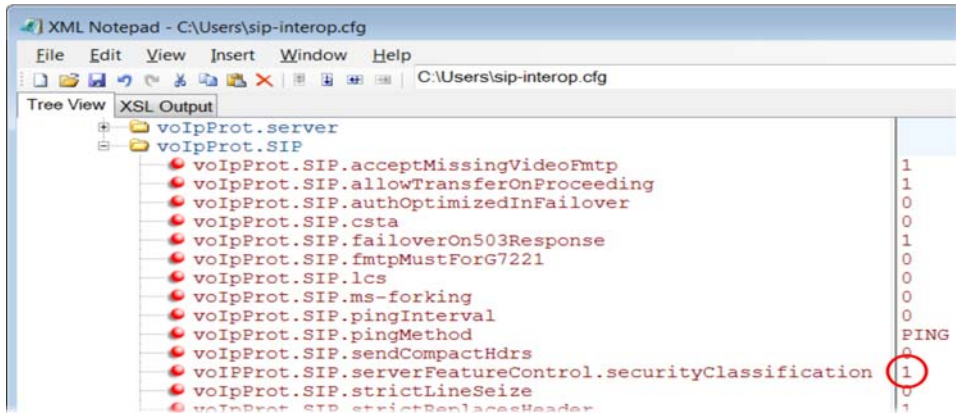 XML Notepad - C:\Users\sip-interop.cfg
File Edit View Insert Window Help
C:\Users\sip-interop.cfg
Tree View XSL Output
voIpProt.server
voIpProt.SIP
voIpProt.SIP.acceptMissingVideoFmtp 1
voIpProt.SIP.allowTransferOnProceeding 1
voIpProt.SIP.authOptimizedInFailover 0
voIpProt.SIP.csta 0
voIPProt.SIP.failoverOn503Response 1
voIpProt.SIP.fmtpMustForG7221 0
voIpProt.SIP.lcs 0
voIpProt.SIP.ms-forking 0
voIpProt.SIP.pingInterval 0
voIpProt.SIP.pingMethod PING
voIpProt.SIP.sendCompactHdrs 0
voIPProt.SIP.serverFeatureControl.securityClassification 1
voIPProt.SIP.strictLineSeize 0
voIpProt.SIP.strictReplacesHeader 1